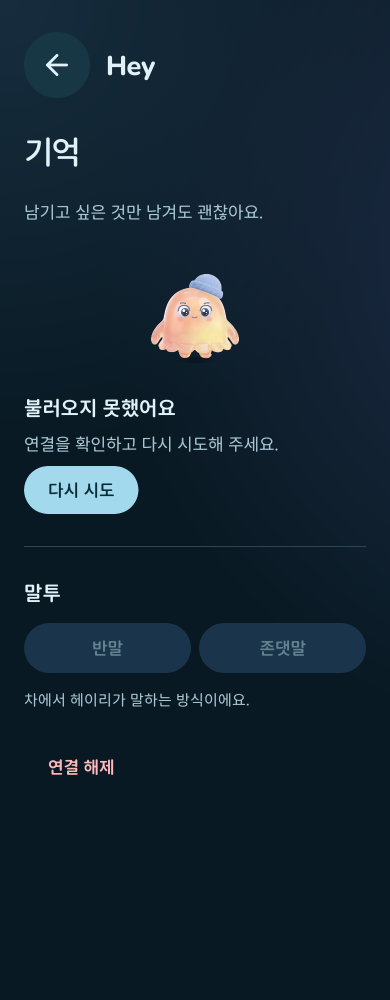 Hey
기억
남기고 싶은 것만 남겨도 괜찮아요.
불러오지 못했어요
연결을 확인하고 다시 시도해 주세요.
다시 시도
말투
반말 존댓말
차에서 헤이리가 말하는 방식이에요.
연결 해제